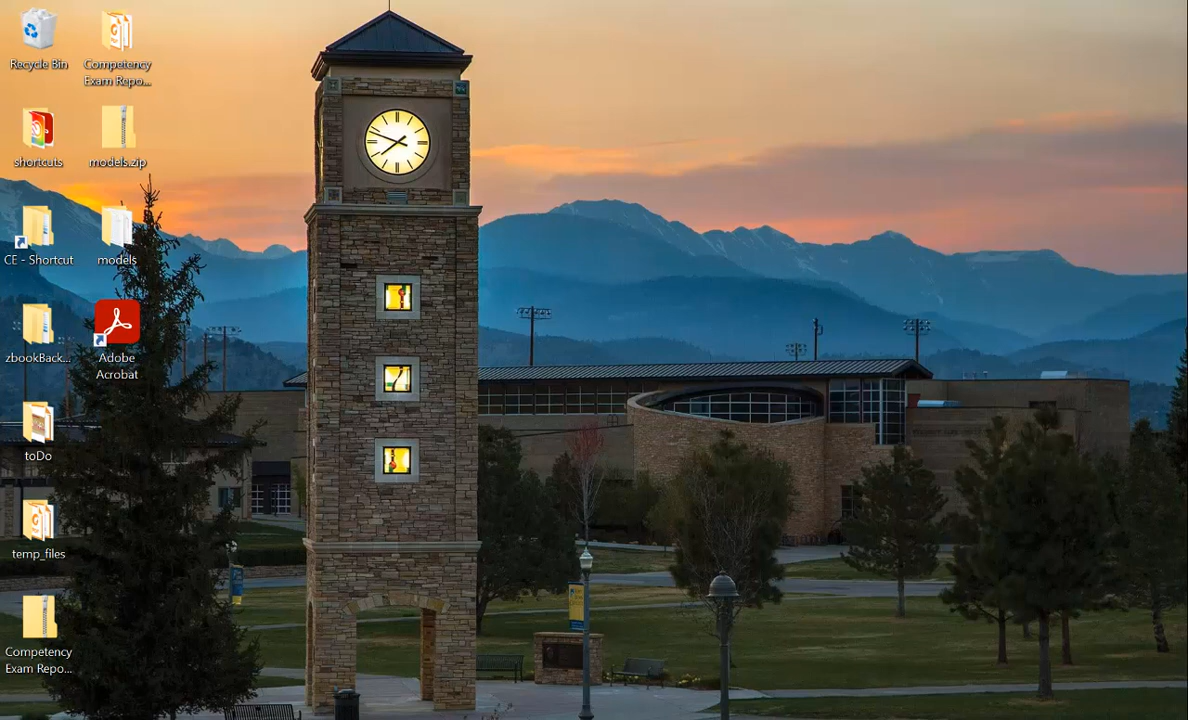 Recycle Bin
Competency
Exam Repo...
shortcuts
models.zip
CE - Shortcut
models
zbookBack...
Adobe
Acrobat
toDo
temp_files
Competency
Exam Repo...